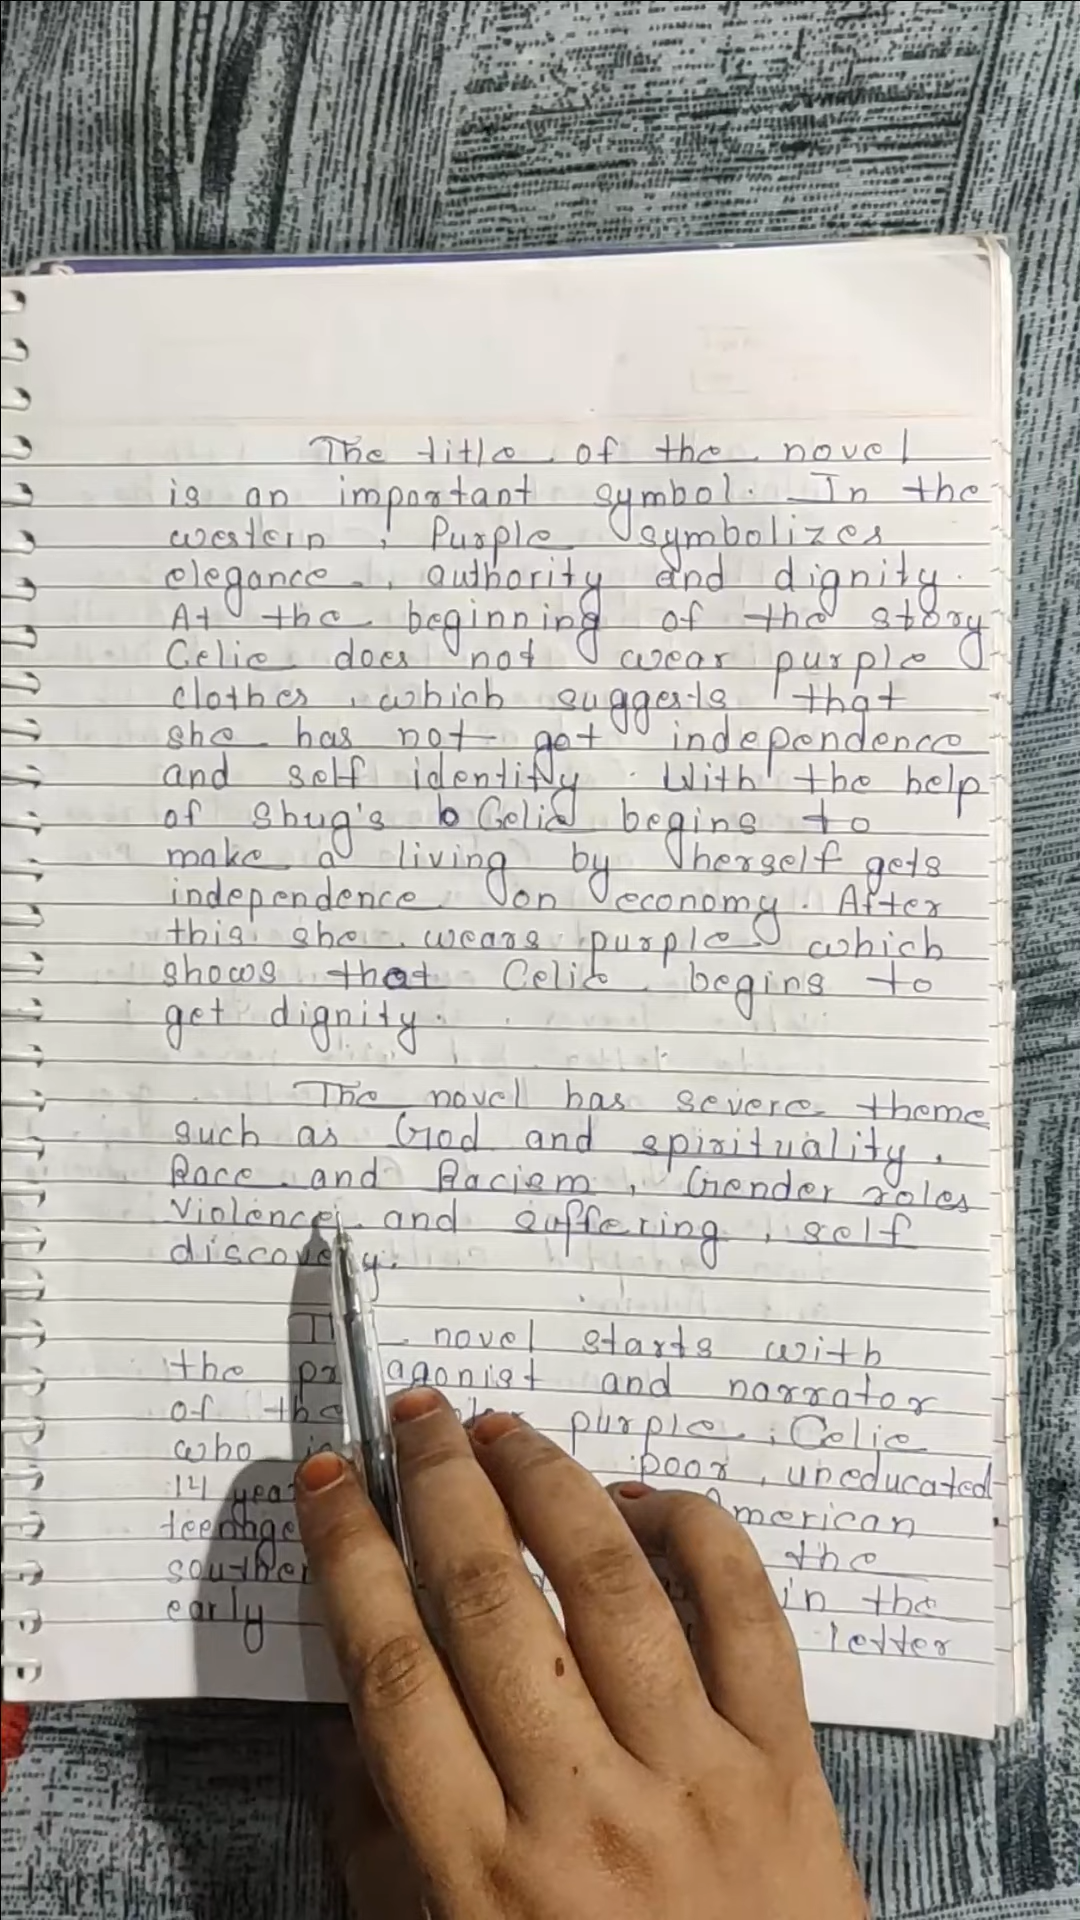 The title of the novel
is an important symbol. In the
western, Purple symbolizes
elegance, authority and dignity.
At the beginning of the story
Celie does not wear purple
clothes, which suggests that
she has not got independence
and self identity. With the help
of Shug's Celie begins to
make a living by herself gets
independence on economy. After
this she wears purple which
shows that Celie begins to
get dignity.
The novel has severe theme
such as God and spirituality,
Race and Racism, Gender roles
Violence, and suffering, self
discovery.
novel starts with
the and narrator
of the purple, Celie
who poor, uneducated
14
American
the
in the
early letter